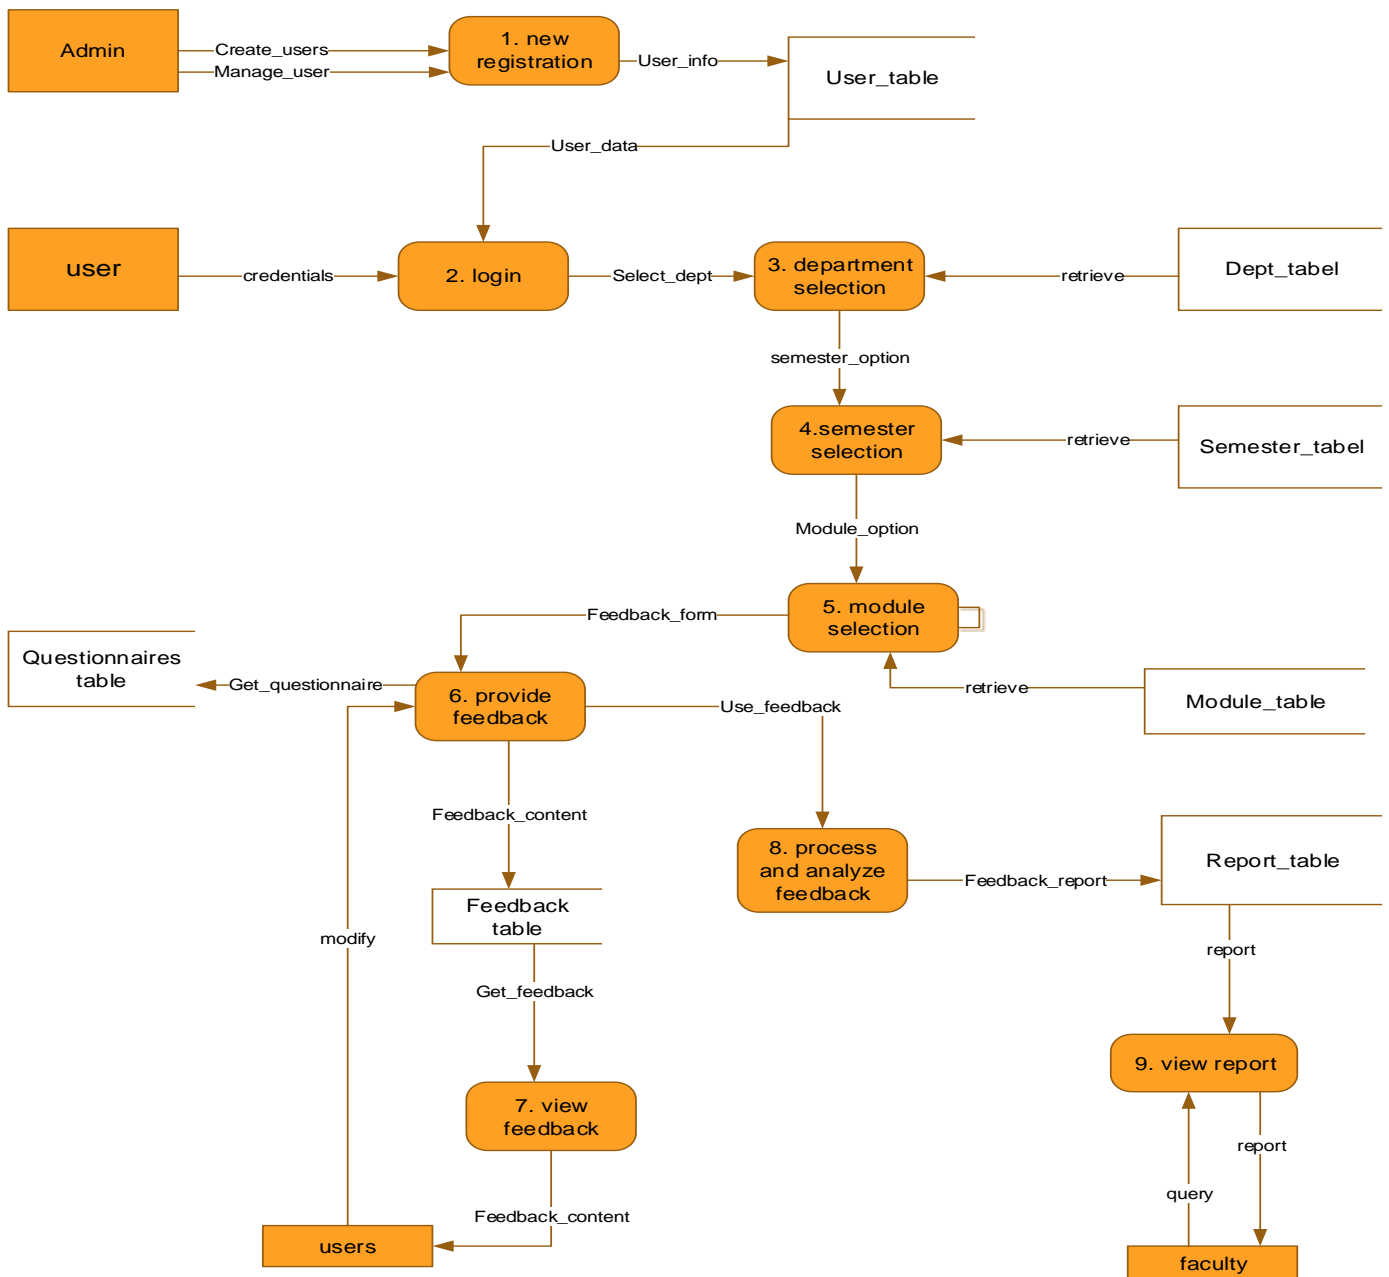 Admin
Create_users
Manage_user
1. new
registration
User_info
User_table
User_data
user
credentials
2. login
Select_dept
3. department
selection
retrieve
Dept_tabel
semester_option
4.semester
selection
retrieve
Semester_tabel
Module_option
5. module
selection
Feedback_form
Questionnaires
table
Get_questionnaire
6. provide
feedback
Use_feedback
retrieve
Module_table
Feedback_content
8. process
and analyze
feedback
Feedback_report
Report_table
Feedback
table
modify
Get_feedback
report
9. view report
7. view
feedback
report
query
Feedback_content
users
faculty